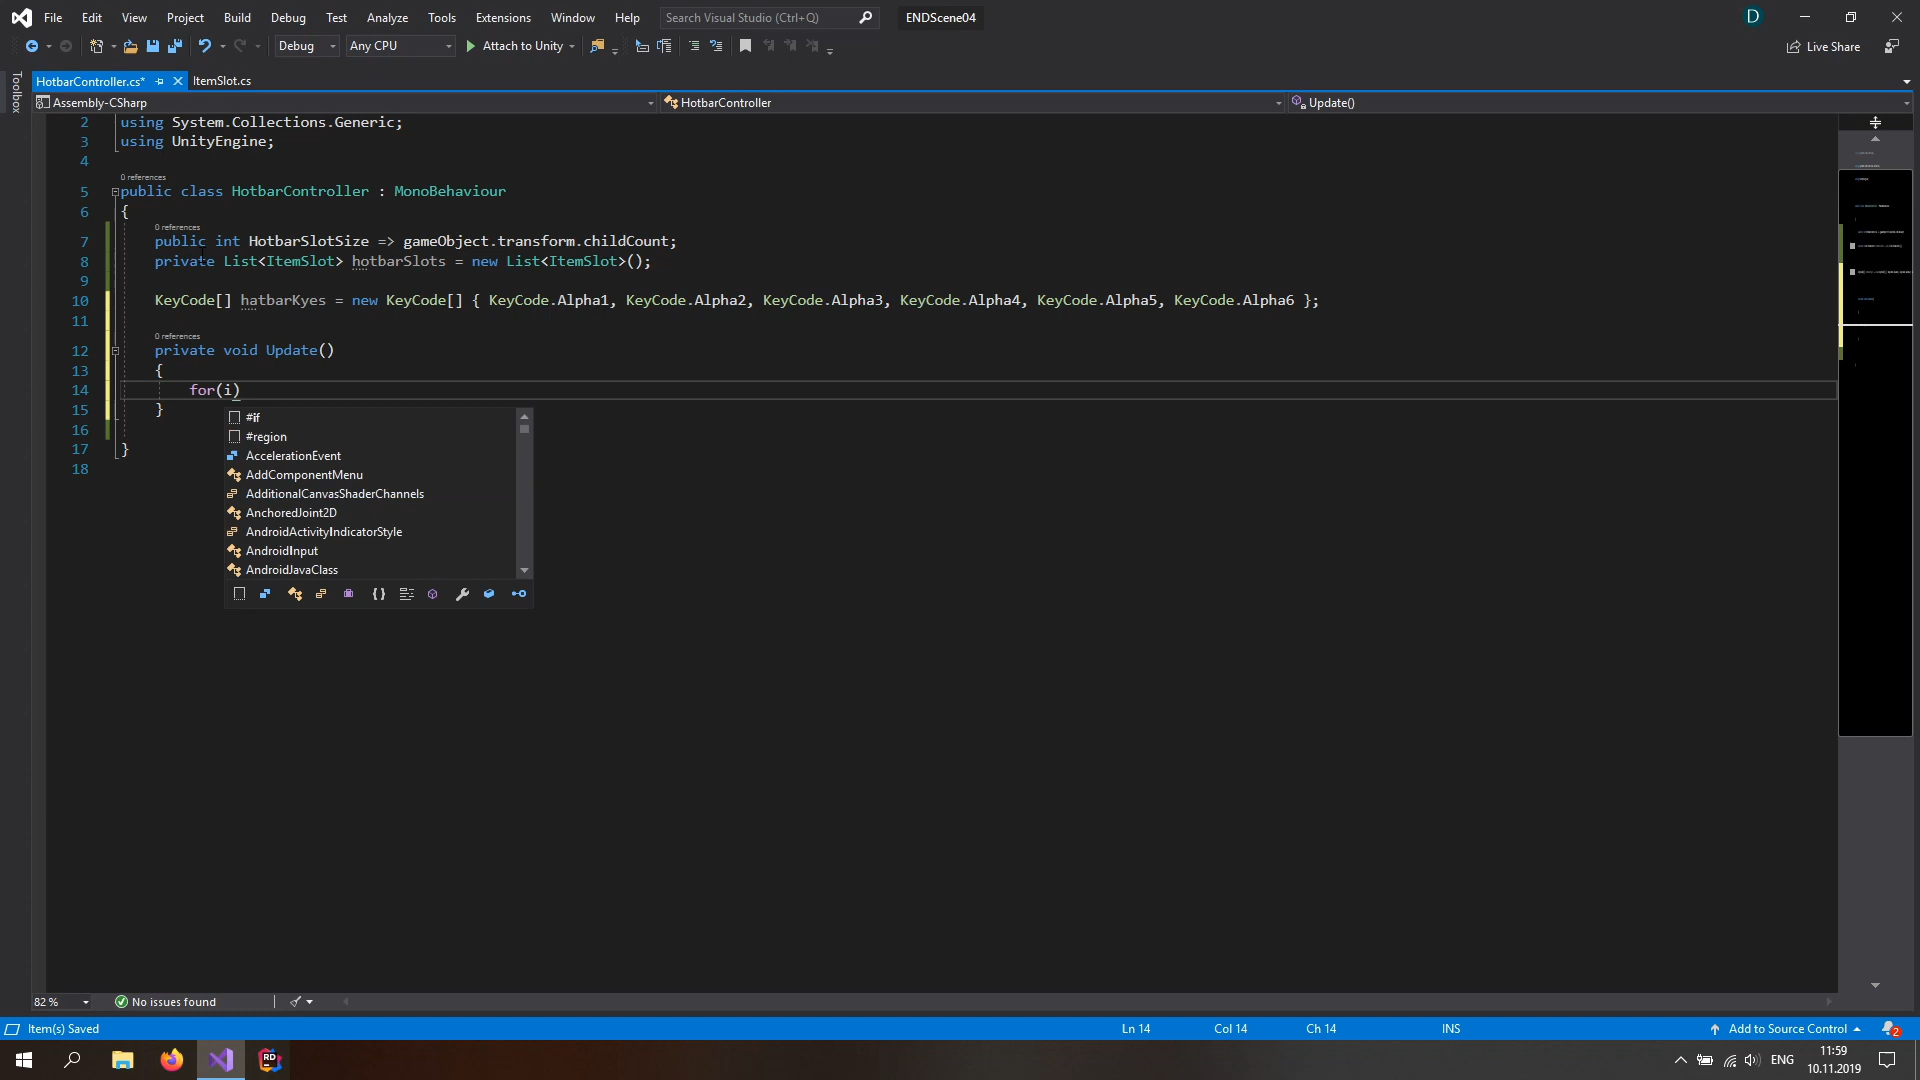 File Edit View Project Build Debug Test Analyze Tools Extensions Window Help Search Visual Studio (Ctrl+Q) ENDScene04 D
Debug Any CPU Attach to Unity Live Share
HotbarController.cs* ItemSlot.cs
Toolbox
Assembly-CSharp HotbarController Update()
2 using System.Collections.Generic;
3 using UnityEngine;
4
0 references
5 public class HotbarController : MonoBehaviour
6 {
0 references
7 public int HotbarSlotSize => gameObject.transform.childCount;
8 private List<ItemSlot> hotbarSlots = new List<ItemSlot>();
9
10 KeyCode[] hatbarKyes = new KeyCode[] { KeyCode.Alpha1, KeyCode.Alpha2, KeyCode.Alpha3, KeyCode.Alpha4, KeyCode.Alpha5, KeyCode.Alpha6 };
11
0 references
12 private void Update()
13 {
14 for(i)
15 }
16
17 }
18
#if
#region
AccelerationEvent
AddComponentMenu
AdditionalCanvasShaderChannels
AnchoredJoint2D
AndroidActivityIndicatorStyle
AndroidInput
AndroidJavaClass
82 % No issues found
Item(s) Saved Ln 14 Col 14 Ch 14 INS Add to Source Control 2
RD ENG 11:59
10.11.2019